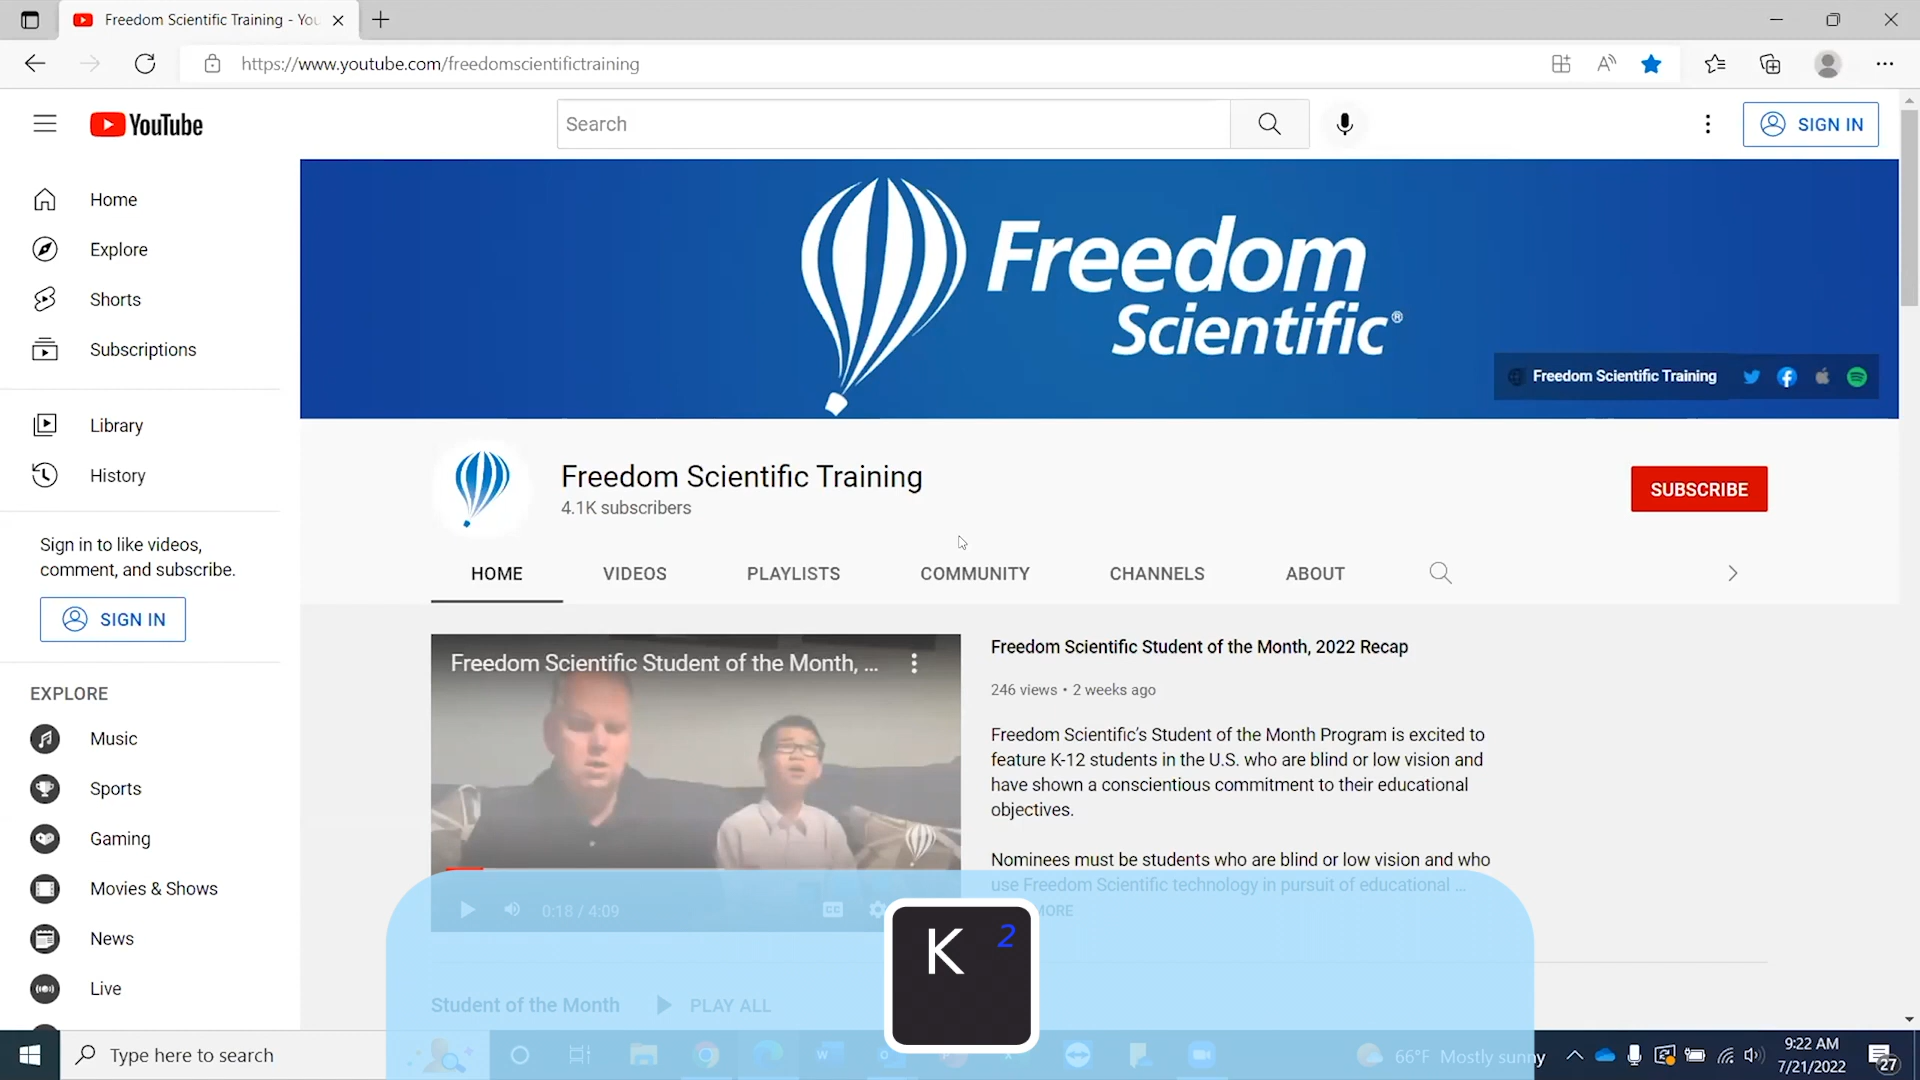 Freedom Scientific Training - You
https://www.youtube.com/freedomscientifictraining
YouTube
Search
SIGN IN
Home
Explore
Shorts
Subscriptions
Library
History
Sign in to like videos,
comment, and subscribe.
SIGN IN
EXPLORE
Music
Sports
Gaming
Movies & Shows
News
Live
Freedom
Scientific®
Freedom Scientific Training
Freedom Scientific Training
4.1K subscribers
SUBSCRIBE
HOME
VIDEOS
PLAYLISTS
COMMUNITY
CHANNELS
ABOUT
Freedom Scientific Student of the Month, ...
0:18 / 4:09
CC
Freedom Scientific Student of the Month, 2022 Recap
246 views • 2 weeks ago
Freedom Scientific's Student of the Month Program is excited to
feature K-12 students in the U.S. who are blind or low vision and
have shown a conscientious commitment to their educational
objectives.
Nominees must be students who are blind or low vision and who
use Freedom Scientific technology in pursuit of educational ...
MORE
K 2
Student of the Month
PLAY ALL
Type here to search
66°F Mostly sunny
9:22 AM
7/21/2022
27